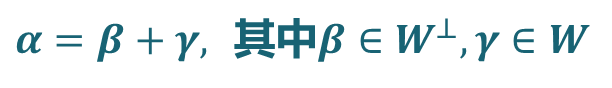 α = β + γ, 其中β ∈ W⊥, γ ∈ W